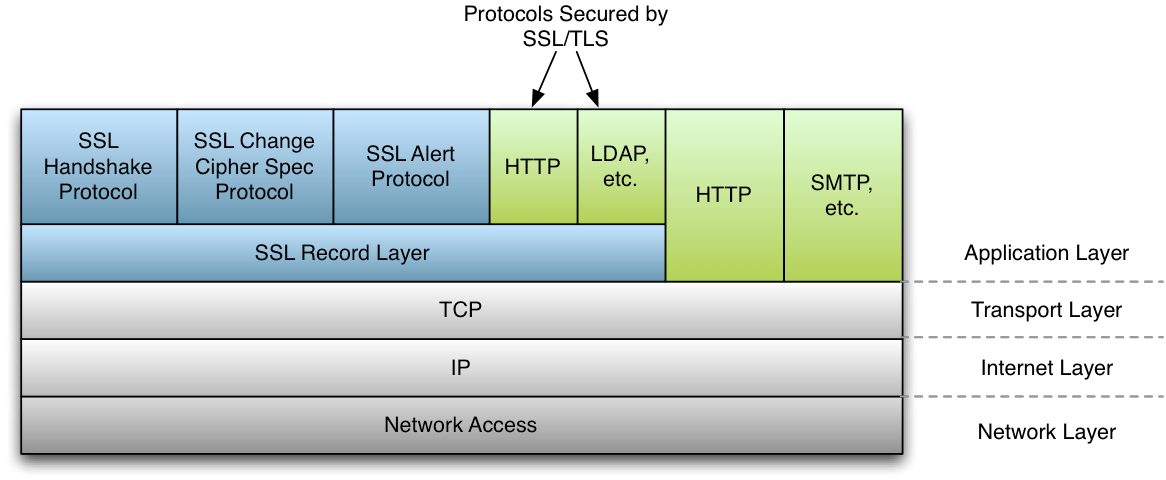 Protocols Secured by
SSL/TLS
SSL
Handshake
Protocol
SSL Change
Cipher Spec
Protocol
SSL Alert
Protocol
HTTP
LDAP,
etc.
HTTP
SMTP,
etc.
SSL Record Layer
Application Layer
TCP
Transport Layer
IP
Internet Layer
Network Access
Network Layer